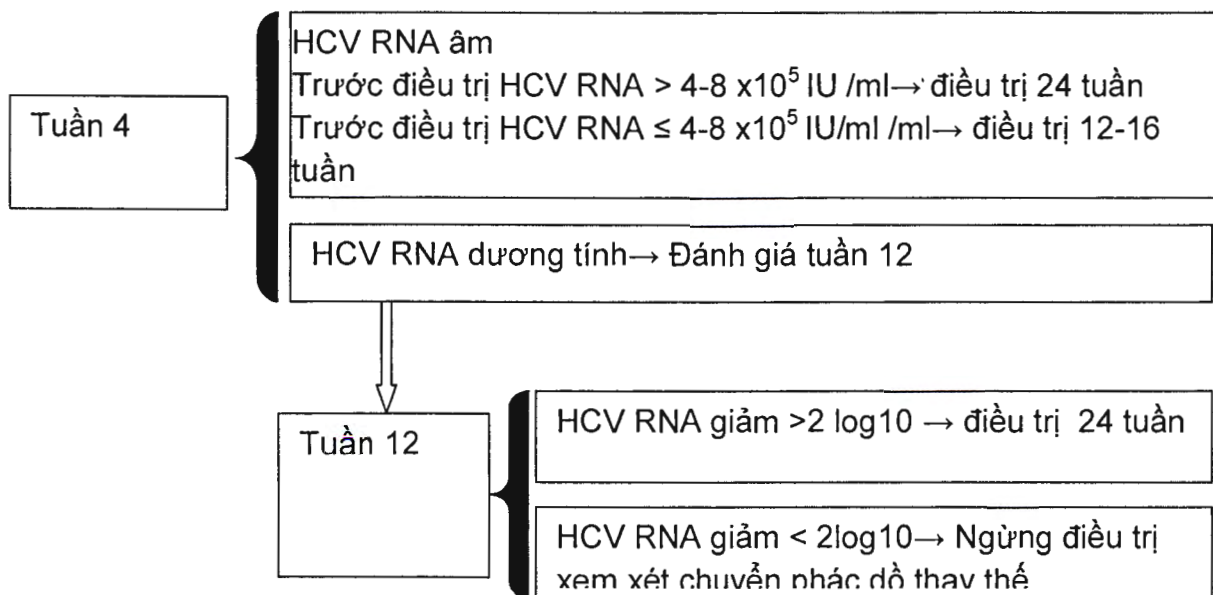 Tuần 4
HCV RNA âm
Trước điều trị HCV RNA > 4-8 x10⁵ IU /ml→ điều trị 24 tuần
Trước điều trị HCV RNA ≤ 4-8 x10⁵ IU/ml /ml→ điều trị 12-16
tuần
HCV RNA dương tính→ Đánh giá tuần 12
Tuần 12
HCV RNA giảm >2 log10 → điều trị 24 tuần
HCV RNA giảm < 2log10→ Ngừng điều trị
xem xét chuyển phác dồ thay thế